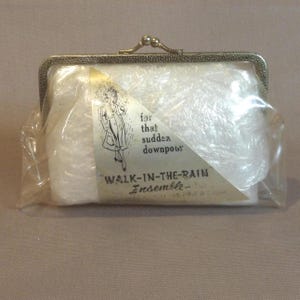 for
that
sudden
downpour
WALK-IN-THE-RAIN
Ensemble